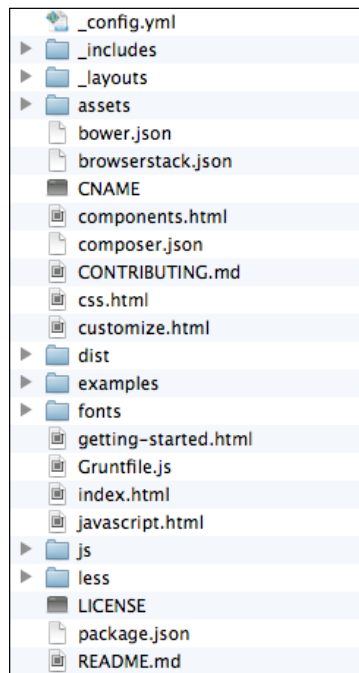 _config.yml
_includes
_layouts
assets
bower.json
browserstack.json
CNAME
components.html
composer.json
CONTRIBUTING.md
css.html
customize.html
dist
examples
fonts
getting-started.html
Gruntfile.js
index.html
javascript.html
js
less
LICENSE
package.json
README.md